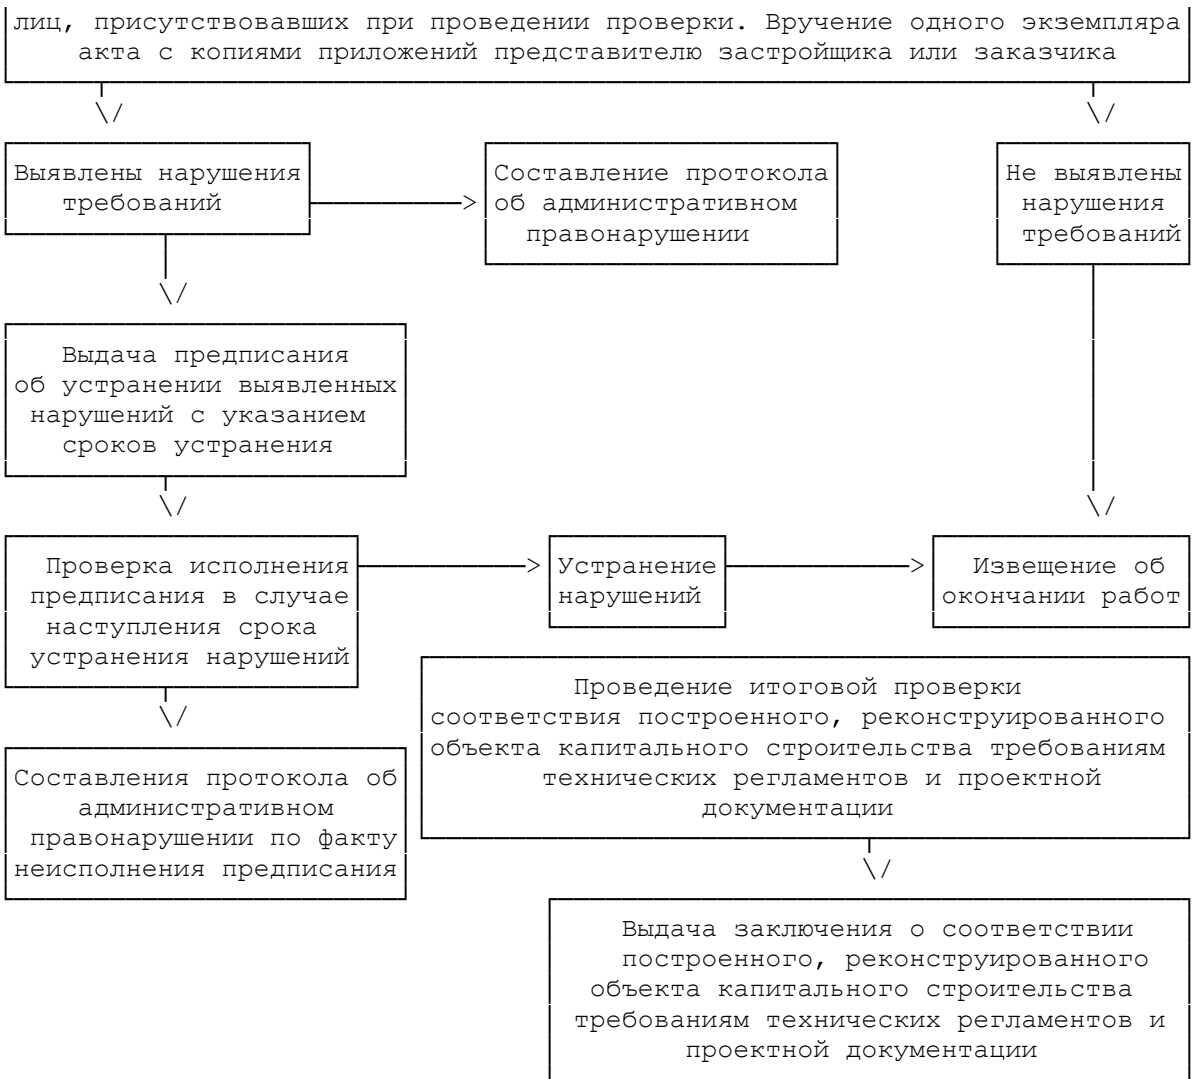 лиц, присутствовавших при проведении проверки. Вручение одного экземпляра
акта с копиями приложений представителю застройщика или заказчика
Выявлены нарушения
требований
Составление протокола
об административном
правонарушении
Не выявлены
нарушения
требований
Выдача предписания
об устранении выявленных
нарушений с указанием
сроков устранения
Проверка исполнения
предписания в случае
наступления срока
устранения нарушений
Устранение
нарушений
Извещение об
окончании работ
Составления протокола об
административном
правонарушении по факту
неисполнения предписания
Проведение итоговой проверки
соответствия построенного, реконструированного
объекта капитального строительства требованиям
технических регламентов и проектной
документации
Выдача заключения о соответствии
построенного, реконструированного
объекта капитального строительства
требованиям технических регламентов и
проектной документации